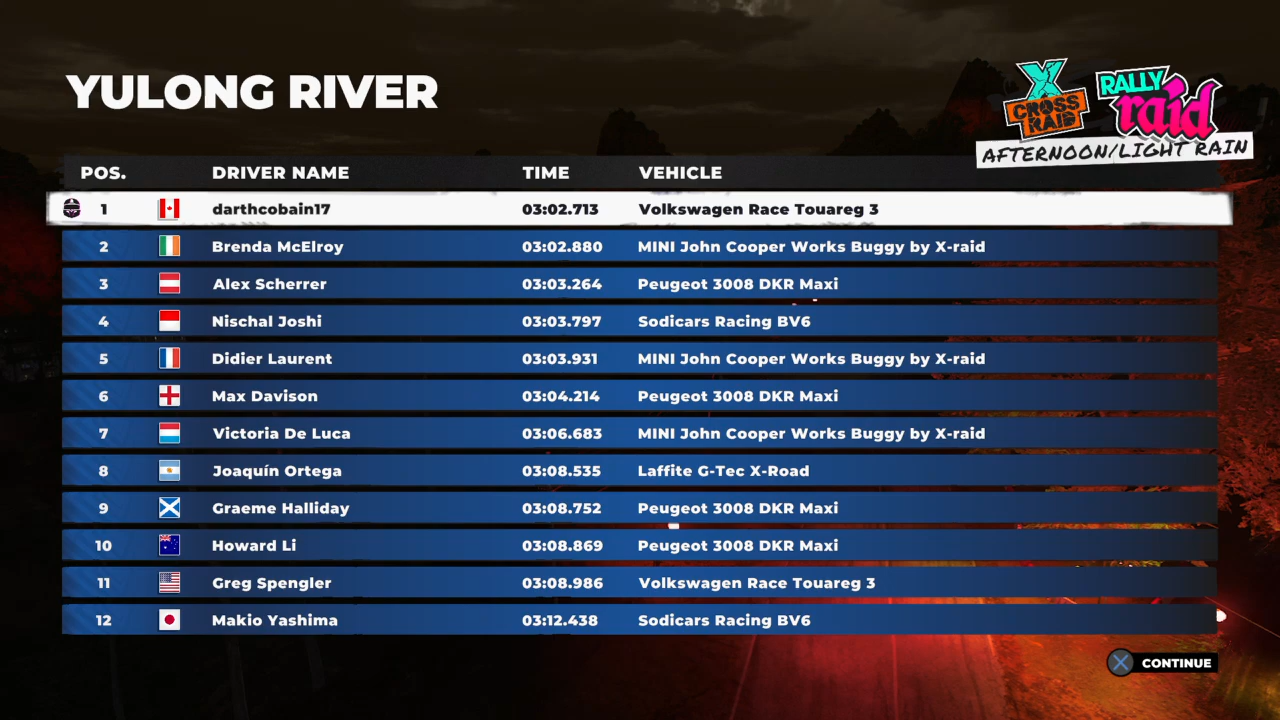 YULONG RIVER
X CROSS RAID
RALLY raid
AFTERNOON/LIGHT RAIN
POS. DRIVER NAME TIME VEHICLE
1 darthcobain17 03:02.713 Volkswagen Race Touareg 3
2 Brenda McElroy 03:02.880 MINI John Cooper Works Buggy by X-raid
3 Alex Scherrer 03:03.264 Peugeot 3008 DKR Maxi
4 Nischal Joshi 03:03.797 Sodicars Racing BV6
5 Didier Laurent 03:03.931 MINI John Cooper Works Buggy by X-raid
6 Max Davison 03:04.214 Peugeot 3008 DKR Maxi
7 Victoria De Luca 03:06.683 MINI John Cooper Works Buggy by X-raid
8 Joaquín Ortega 03:08.535 Laffite G-Tec X-Road
9 Graeme Halliday 03:08.752 Peugeot 3008 DKR Maxi
10 Howard Li 03:08.869 Peugeot 3008 DKR Maxi
11 Greg Spengler 03:08.986 Volkswagen Race Touareg 3
12 Makio Yashima 03:12.438 Sodicars Racing BV6
CONTINUE